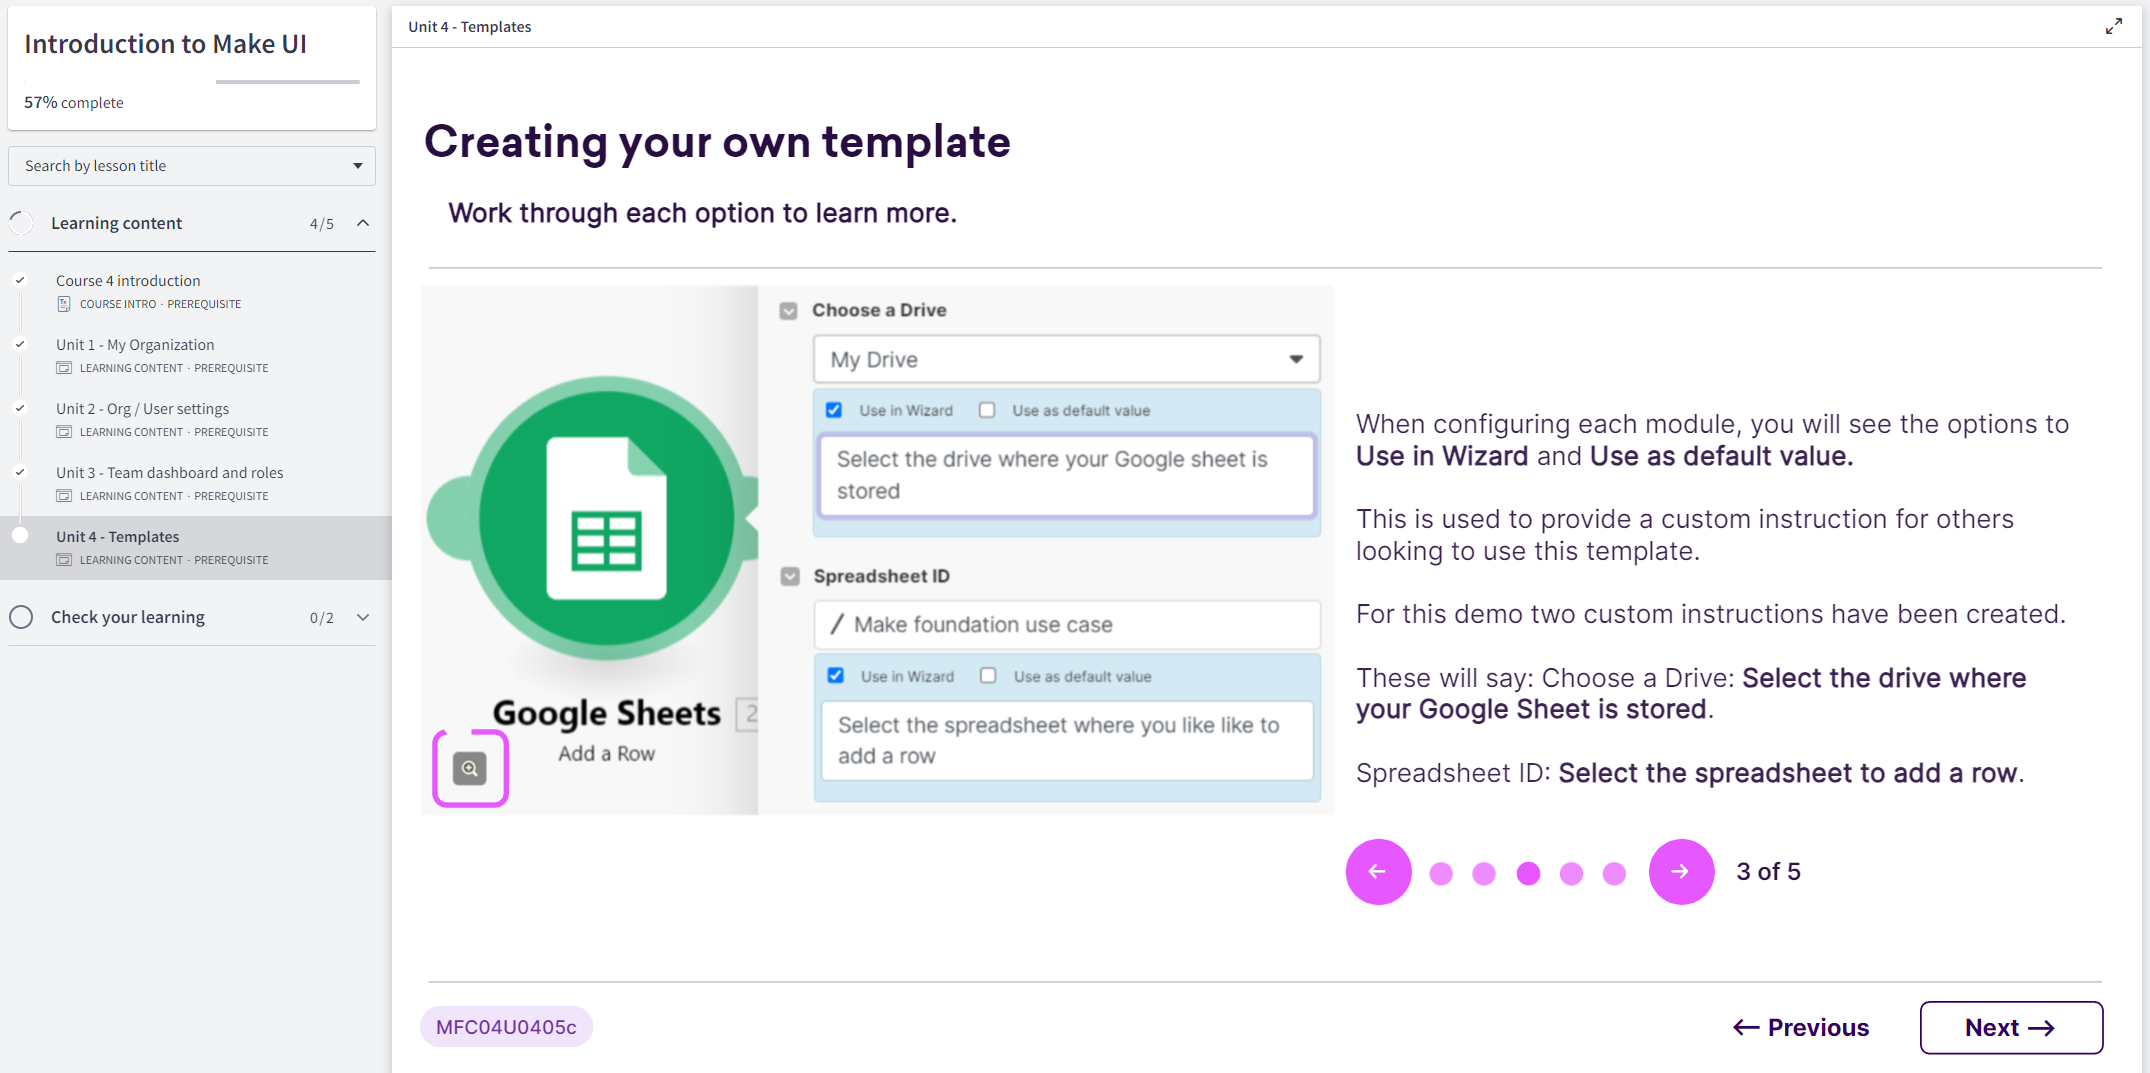 Introduction to Make UI
57% complete
Search by lesson title
Learning content 4/5
Course 4 introduction
COURSE INTRO · PREREQUISITE
Unit 1 - My Organization
LEARNING CONTENT · PREREQUISITE
Unit 2 - Org / User settings
LEARNING CONTENT · PREREQUISITE
Unit 3 - Team dashboard and roles
LEARNING CONTENT · PREREQUISITE
Unit 4 - Templates
LEARNING CONTENT · PREREQUISITE
Check your learning 0/2
Unit 4 - Templates
Creating your own template
Work through each option to learn more.
Google Sheets 2
Add a Row
Choose a Drive
My Drive
Use in Wizard Use as default value
Select the drive where your Google sheet is
stored
Spreadsheet ID
/ Make foundation use case
Use in Wizard Use as default value
Select the spreadsheet where you like like to
add a row
When configuring each module, you will see the options to
Use in Wizard and Use as default value.
This is used to provide a custom instruction for others
looking to use this template.
For this demo two custom instructions have been created.
These will say: Choose a Drive: Select the drive where
your Google Sheet is stored.
Spreadsheet ID: Select the spreadsheet to add a row.
3 of 5
MFC04U0405c
← Previous
Next →